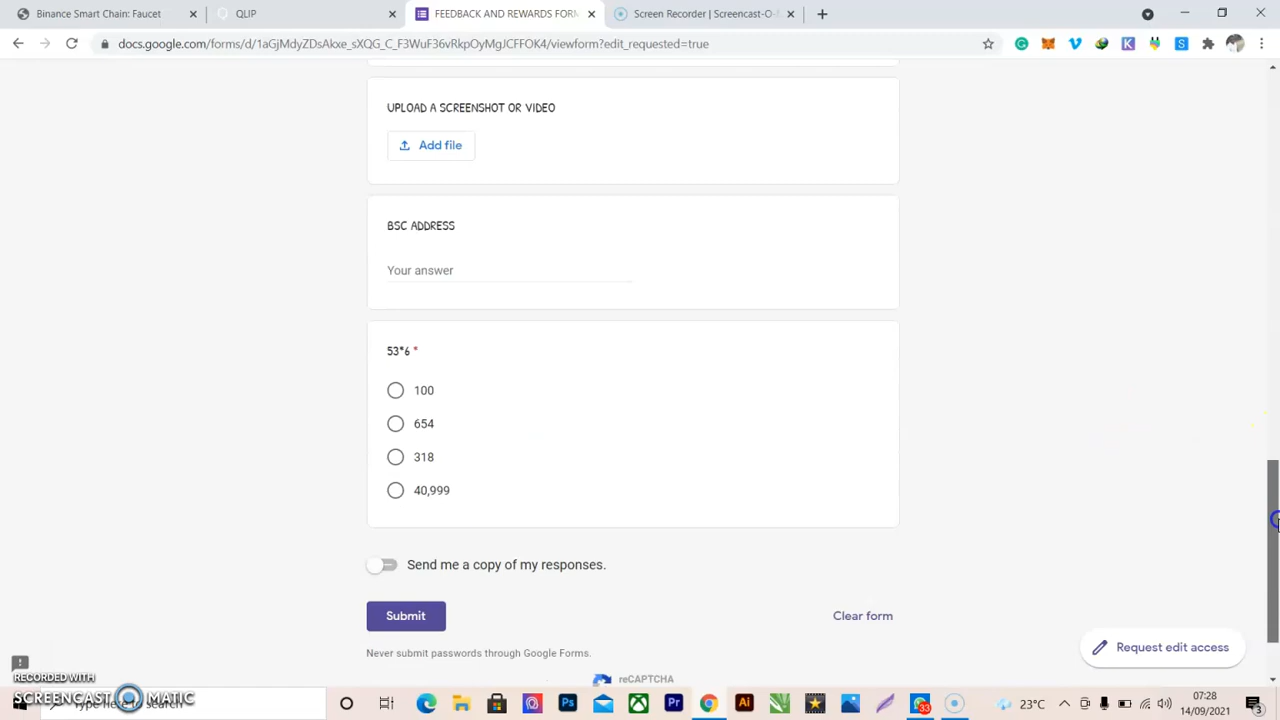 Binance Smart Chain: Faucet
QLIP
FEEDBACK AND REWARDS FORM
Screen Recorder | Screencast-O-M
docs.google.com/forms/d/1aGjMdyZDsAkxe_sXQG_C_F3WuF36vRkpOyMgJCFFOK4/viewform?edit_requested=true
UPLOAD A SCREENSHOT OR VIDEO
Add file
BSC ADDRESS
Your answer
53*6 *
100
654
318
40,999
Send me a copy of my responses.
Submit
Clear form
Never submit passwords through Google Forms.
Request edit access
reCAPTCHA
RECORDED WITH
SCREENCAST MATIC
Type here to search
33
23°C
07:28
14/09/2021
3